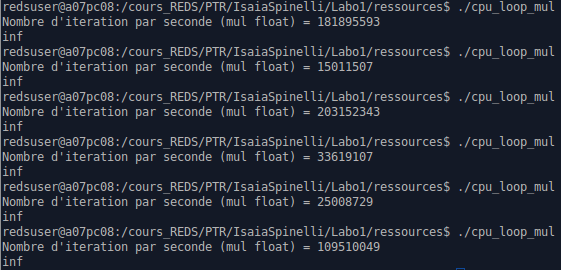 redsuser@a07pc08:/cours_REDS/PTR/IsaiaSpinelli/Labo1/ressources$ ./cpu_loop_mul
Nombre d'iteration par seconde (mul float) = 181895593
inf
redsuser@a07pc08:/cours_REDS/PTR/IsaiaSpinelli/Labo1/ressources$ ./cpu_loop_mul
Nombre d'iteration par seconde (mul float) = 15011507
inf
redsuser@a07pc08:/cours_REDS/PTR/IsaiaSpinelli/Labo1/ressources$ ./cpu_loop_mul
Nombre d'iteration par seconde (mul float) = 203152343
inf
redsuser@a07pc08:/cours_REDS/PTR/IsaiaSpinelli/Labo1/ressources$ ./cpu_loop_mul
Nombre d'iteration par seconde (mul float) = 33619107
inf
redsuser@a07pc08:/cours_REDS/PTR/IsaiaSpinelli/Labo1/ressources$ ./cpu_loop_mul
Nombre d'iteration par seconde (mul float) = 25008729
inf
redsuser@a07pc08:/cours_REDS/PTR/IsaiaSpinelli/Labo1/ressources$ ./cpu_loop_mul
Nombre d'iteration par seconde (mul float) = 109510049
inf